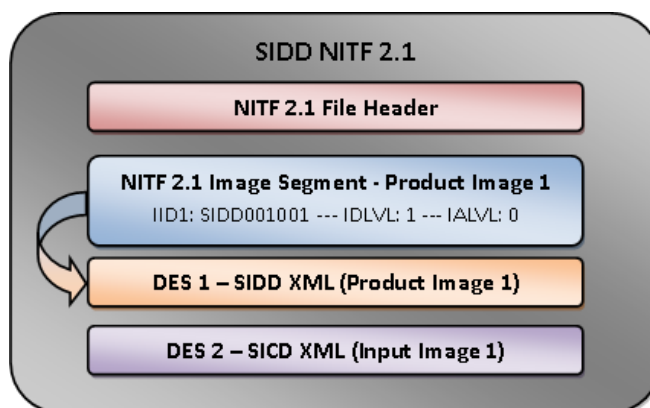 SIDD NITF 2.1
NITF 2.1 File Header
NITF 2.1 Image Segment - Product Image 1
IID1: SIDD001001 --- IDLVL: 1 --- IALVL: 0
DES 1 – SIDD XML (Product Image 1)
DES 2 – SICD XML (Input Image 1)